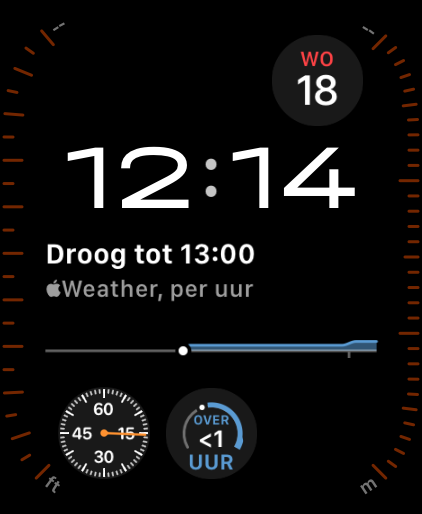 --
--
WO
18
12:14
Droog tot 13:00
Weather, per uur
60
45
15
30
OVER
<1
UUR
ft
m